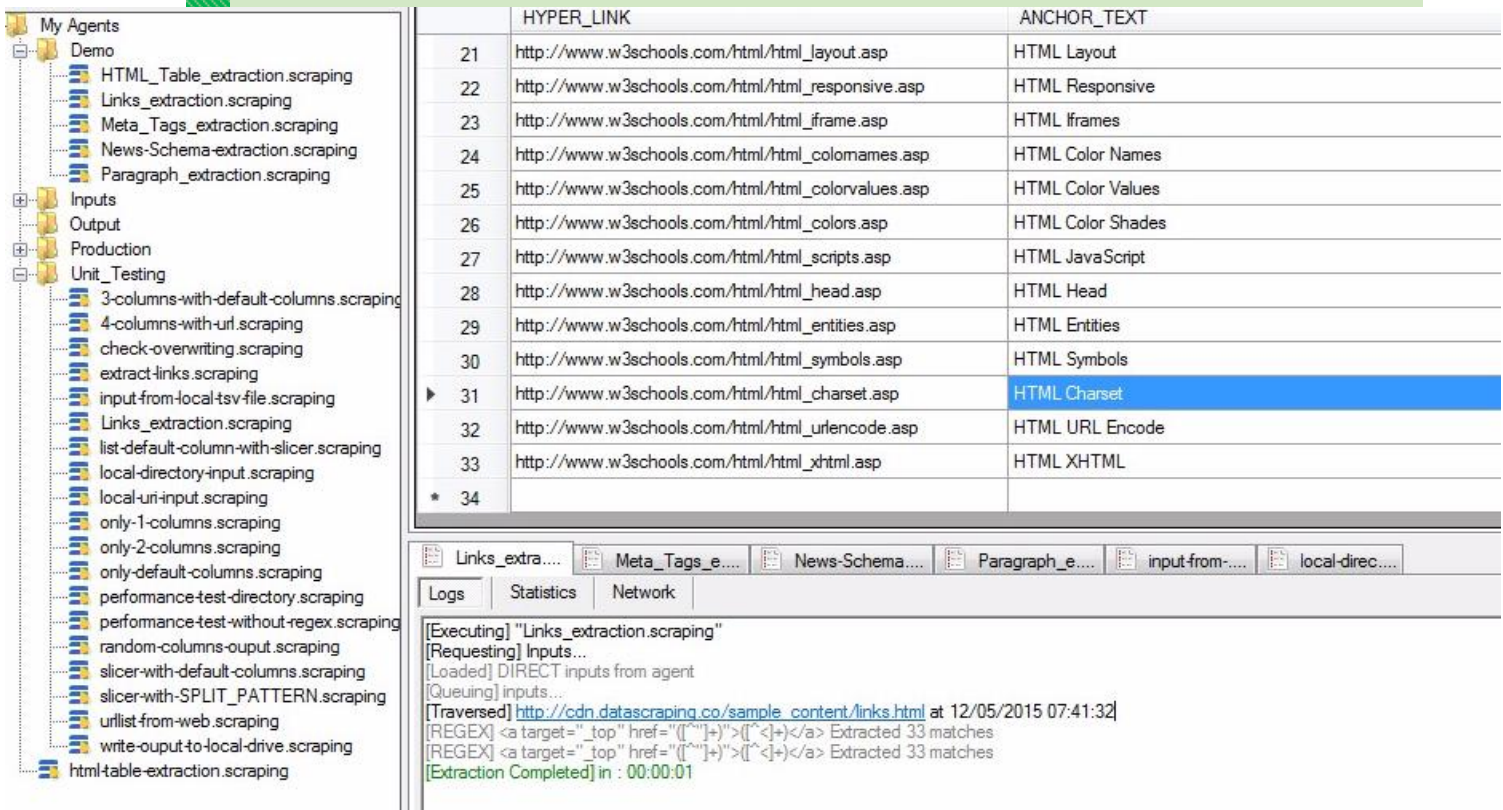 My Agents
Demo
HTML_Table_extraction.scraping
Links_extraction.scraping
Meta_Tags_extraction.scraping
News-Schema-extraction.scraping
Paragraph_extraction.scraping
Inputs
Output
Production
Unit_Testing
3-columns-with-default-columns.scraping
4-columns-with-url.scraping
check-overwriting.scraping
extract-links.scraping
input-from-local-tsv-file.scraping
Links_extraction.scraping
list-default-column-with-slicer.scraping
local-directory-input.scraping
local-uri-input.scraping
only-1-columns.scraping
only-2-columns.scraping
only-default-columns.scraping
performance-test-directory.scraping
performance-test-without-regex.scraping
random-columns-ouput.scraping
slicer-with-default-columns.scraping
slicer-with-SPLIT_PATTERN.scraping
urllist-from-web.scraping
write-ouput-to-local-drive.scraping
html-table-extraction.scraping
HYPER_LINK ANCHOR_TEXT
21 http://www.w3schools.com/html/html_layout.asp HTML Layout
22 http://www.w3schools.com/html/html_responsive.asp HTML Responsive
23 http://www.w3schools.com/html/html_iframe.asp HTML Iframes
24 http://www.w3schools.com/html/html_colornames.asp HTML Color Names
25 http://www.w3schools.com/html/html_colorvalues.asp HTML Color Values
26 http://www.w3schools.com/html/html_colors.asp HTML Color Shades
27 http://www.w3schools.com/html/html_scripts.asp HTML JavaScript
28 http://www.w3schools.com/html/html_head.asp HTML Head
29 http://www.w3schools.com/html/html_entities.asp HTML Entities
30 http://www.w3schools.com/html/html_symbols.asp HTML Symbols
31 http://www.w3schools.com/html/html_charset.asp HTML Charset
32 http://www.w3schools.com/html/html_urlencode.asp HTML URL Encode
33 http://www.w3schools.com/html/html_xhtml.asp HTML XHTML
* 34
Links_extra.... Meta_Tags_e.... News-Schema.... Paragraph_e.... input-from-.... local-direc....
Logs Statistics Network
[Executing] "Links_extraction.scraping"
[Requesting] Inputs...
[Loaded] DIRECT inputs from agent
[Queuing] inputs...
[Traversed] http://cdn.datascraping.co/sample_content/links.html at 12/05/2015 07:41:32
[REGEX] <a target="_top" href="([^"]+)">([^<]+)</a> Extracted 33 matches
[REGEX] <a target="_top" href="([^"]+)">([^<]+)</a> Extracted 33 matches
[Extraction Completed] in : 00:00:01